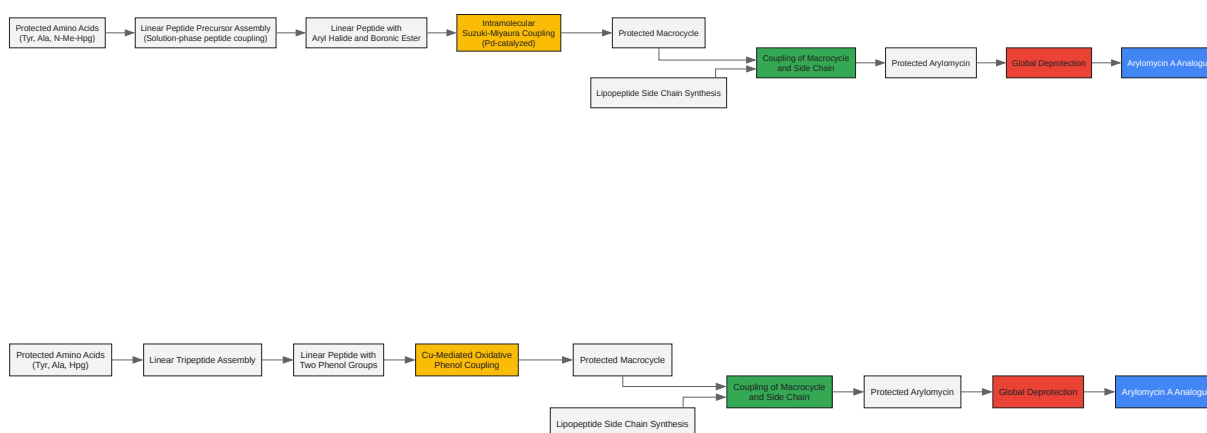 Protected Amino Acids
(Tyr, Ala, N-Me-Hpg)
Linear Peptide Precursor Assembly
(Solution-phase peptide coupling)
Linear Peptide with
Aryl Halide and Boronic Ester
Intramolecular
Suzuki-Miyaura Coupling
(Pd-catalyzed)
Protected Macrocycle
Lipopeptide Side Chain Synthesis
Coupling of Macrocycle
and Side Chain
Protected Arylomycin
Global Deprotection
Arylomycin A Analogu
Protected Amino Acids
(Tyr, Ala, Hpg)
Linear Tripeptide Assembly
Linear Peptide with
Two Phenol Groups
Cu-Mediated Oxidative
Phenol Coupling
Protected Macrocycle
Lipopeptide Side Chain Synthesis
Coupling of Macrocycle
and Side Chain
Protected Arylomycin
Global Deprotection
Arylomycin A Analogu